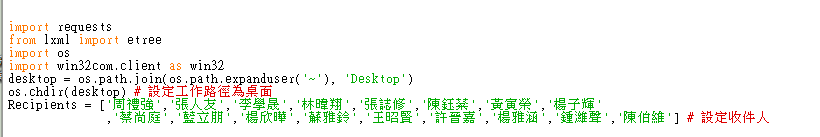 import requests
from lxml import etree
import os
import win32com.client as win32
desktop = os.path.join(os.path.expanduser('~'), 'Desktop')
os.chdir(desktop) # 設定工作路徑為桌面
Recipients = ['周禮強','張人友','李學晟','林暐翔','張誌修','陳鈺棻','黃寅榮','楊子輝'
,'蔡尚庭','藍立朋','楊欣曄','蘇雅鈴','王昭賢','許晉嘉','楊雅涵','鍾濰聲','陳伯雄'] # 設定收件人